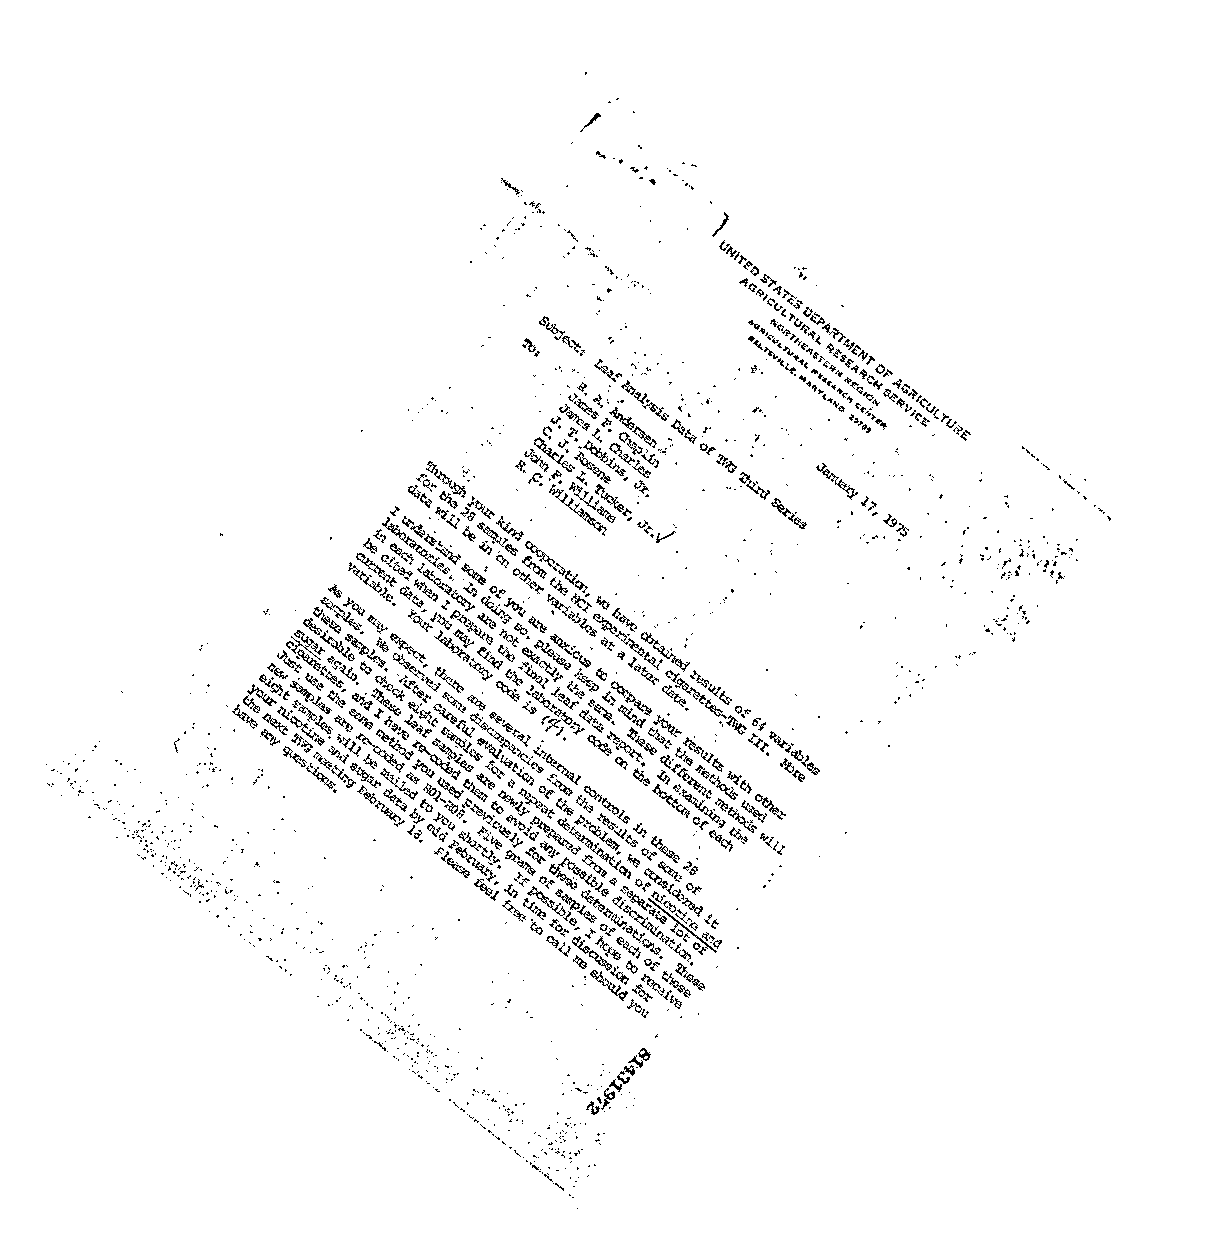 UNITED STATES DEPARTMENT OF AGRICULTURE
AGRICULTURAL RESEARCH SERVICE
NORTHEASTERN REGION
AGRICULTURAL RESEARCH CENTER
BELTSVILLE, MARYLAND 20705
January 17, 1975
Subject: Leaf Analysis Data of TWG Third Series
To:
R. A. Andersen
James F. Chaplin
James L. Charles
J. T. Dobbins, Jr.
C. J. Rosene
Charles L. Tucker, Jr.
John F. Williams
R. C. Williamson
Through your kind cooperation, we have obtained results of 64 variables
for the 28 samples from the NCI experimental cigarettes-TWG III. More
data will be in on other variables at a later date.
I understand some of you are anxious to compare your results with other
laboratories. In doing so, please keep in mind that the methods used
in each laboratory are not exactly the same. These different methods will
be cited when I prepare the final leaf data report. In examining the
current data, you may find the laboratory code on the bottom of each
variable. Your laboratory code is
As you may expect, there are several internal controls in these 28
samples. We observed some discrepancies from the results of some of
these samples. After careful evaluation of the problem, we considered it
desirable to check eight samples for a repeat determination of nicotine and
sugar again. These leaf samples are newly prepared from a separate lot of
cigarettes, and I have re-coded them to avoid any possible discrimination.
Just use the same method you used previously for these determinations. These
new samples are re-coded as R01-R08. Five grams of samples of each of these
eight samples will be mailed to you shortly. If possible, I hope to receive
your nicotine and sugar data by mid February, in time for discussion for
the next TWG meeting February 18. Please feel free to call me should you
have any questions.
81431972